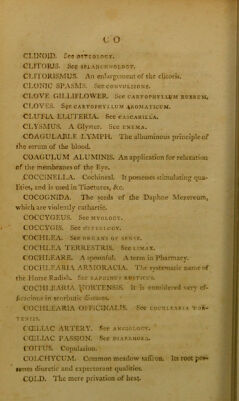 C O
CLINOID. See OSTEOLOGY.
CLITORIS. See SPLANCHNOLOGY.
CLITORISMUS. An enlargement of the clitoris.
CLONIC SPASMS. See CONVULSIONS.
CLOVE GILLIFLOWER. See CARYOPHYLLUM RUBRUM.
CLOVES. See CARYOPHYLLUM AROMATICUM.
CLUTIA ELUTERIA. See CASCARILLA.
CLYSMUS. A Glyster. See ENEMA.
COAGULABLE LYMPH. The albuminous principle of
the serum of the blood.
COAGULUM ALUMINIS. An application for relaxation
of the membranes of the Eye.
COCCINELLA. Cochineal. It possesses stimulating qua-
lities, and is used in Tinctures, &c.
COCOGNIDA. The seeds of the Daphne Mezereum,
which are violently cathartic.
COCCYGEUS. See MYOLOGY.
COCCYGIS. See OSTEOLOGY.
COCHLEA. See ORGANS OF SENSE.
COCHLEA TERRESTRIS. See LIMAX.
COCHLEARE. A spoonful. A term in Pharmacy.
COCHLEARIA ARMORACIA. The systematic name of
the Horse Radish. See RAPHANUS RUSTICUS.
COCHLEARIA HORTENSIS. It is considered very ef-
ficacious in scorbutic diseases.
COCHLEARIA OFFICINALIS. See COCHLEARIA HOR-
TENSIS.
CŒLIAC ARTERY. See ANGIOLOGY.
CŒLIAC PASSION. See DIARRHOEA.
COITUS. Copulation.
COLCHYCUM. Common meadow saffron. Its root pos-
sesses diuretic and expectorant qualities.
COLD. The mere privation of heat.